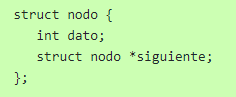 struct nodo {
   int dato;
   struct nodo *siguiente;
};